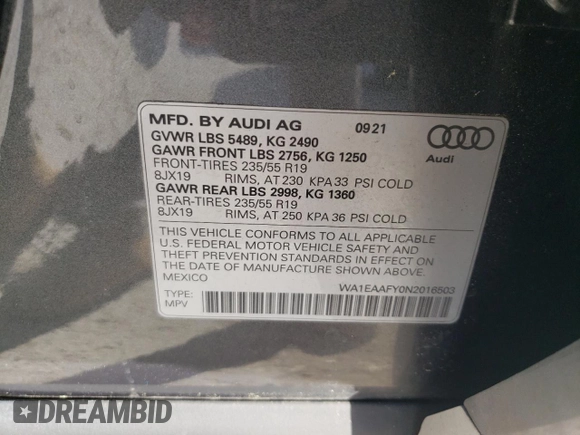 MFD. BY AUDI AG 09 21
GVWR LBS 5489, KG 2490
GAWR FRONT LBS 2756, KG 1250
FRONT-TIRES 235/55 R19
8JX19 RIMS, AT 230 KPA 33 PSI COLD
GAWR REAR LBS 2998, KG 1360
REAR-TIRES 235/55 R19
8JX19 RIMS, AT 250 KPA 36 PSI COLD
THIS VEHICLE CONFORMS TO ALL APPLICABLE
U.S. FEDERAL MOTOR VEHICLE SAFETY AND
THEFT PREVENTION STANDARDS IN EFFECT ON
THE DATE OF MANUFACTURE SHOWN ABOVE.
MEXICO
Audi
WA1EAAFY0N2016503
TYPE:
MPV
DREAMBID